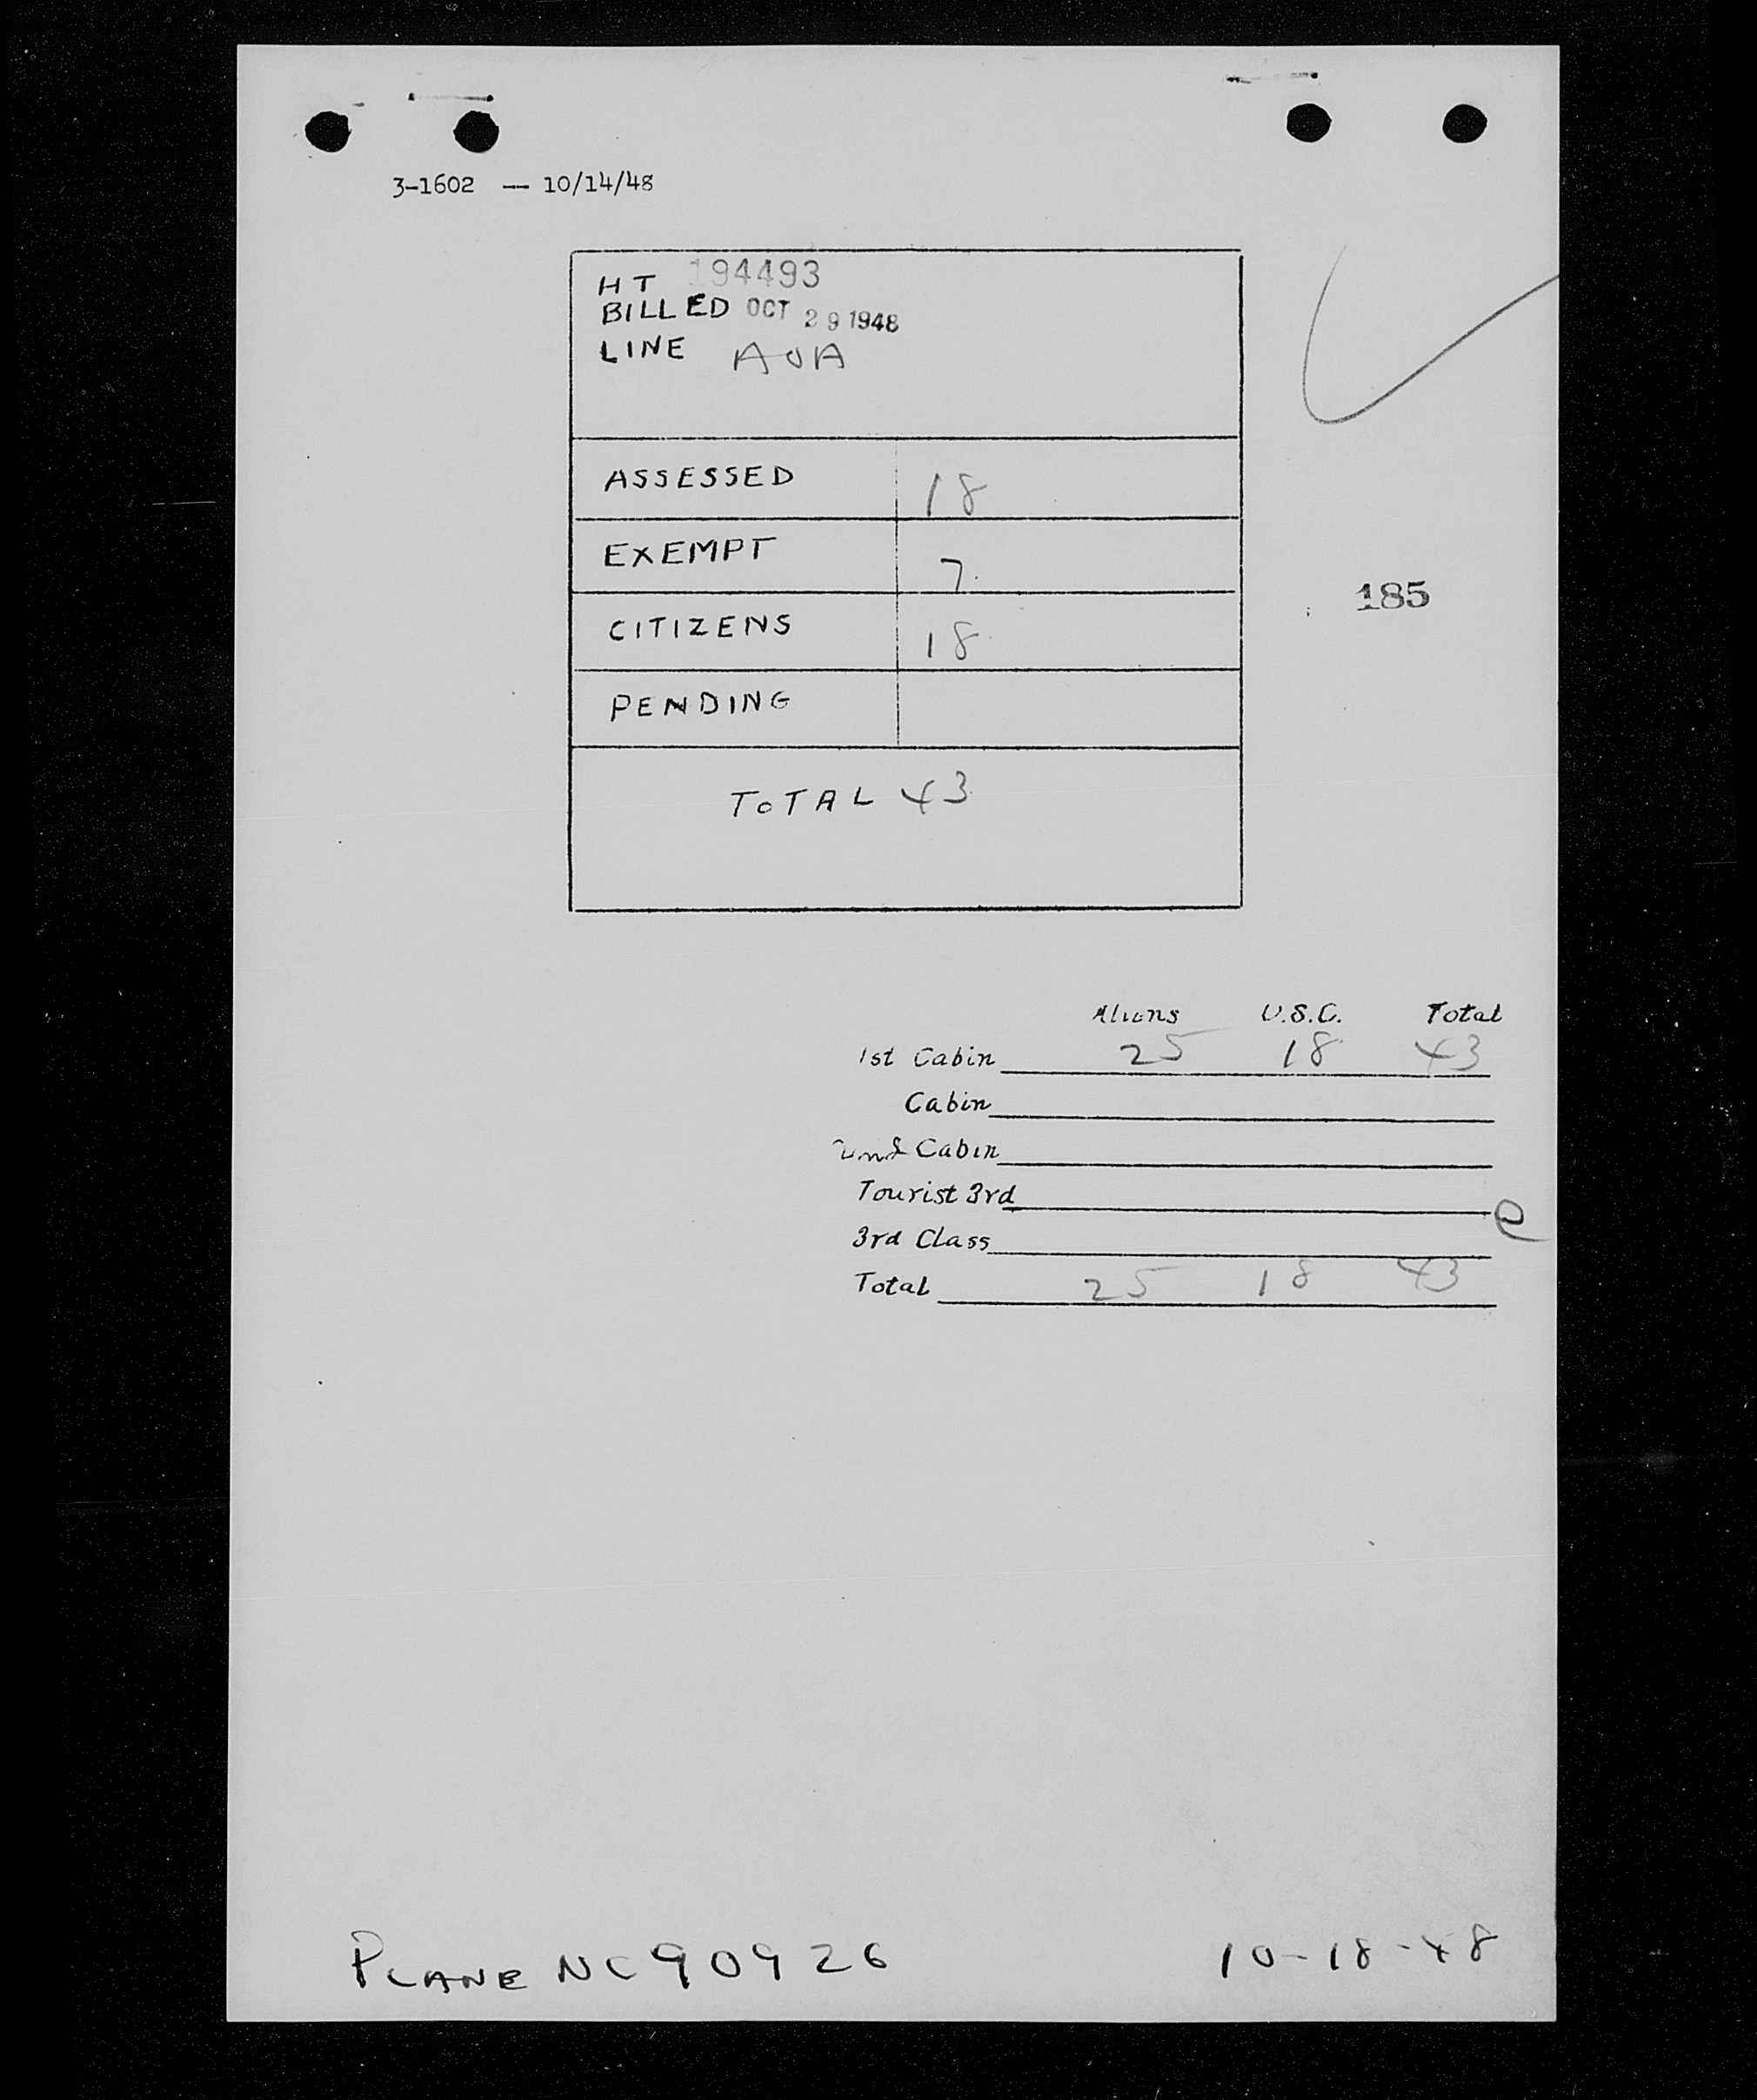 3-1602 — 10/14/48
HT 194493
BILLED OCT 29 1948
LINE AOA
ASSESSED 18
EXEMPT 7
CITIZENS 18
185
PENDING
TOTAL 43
Aliens U.S.C. Total
1st Cabin 25 18 43
Cabin
2nd Cabin
Tourist 3rd
e
3rd Class
Total 25 18 43
PLANE NC90926 10-18-48